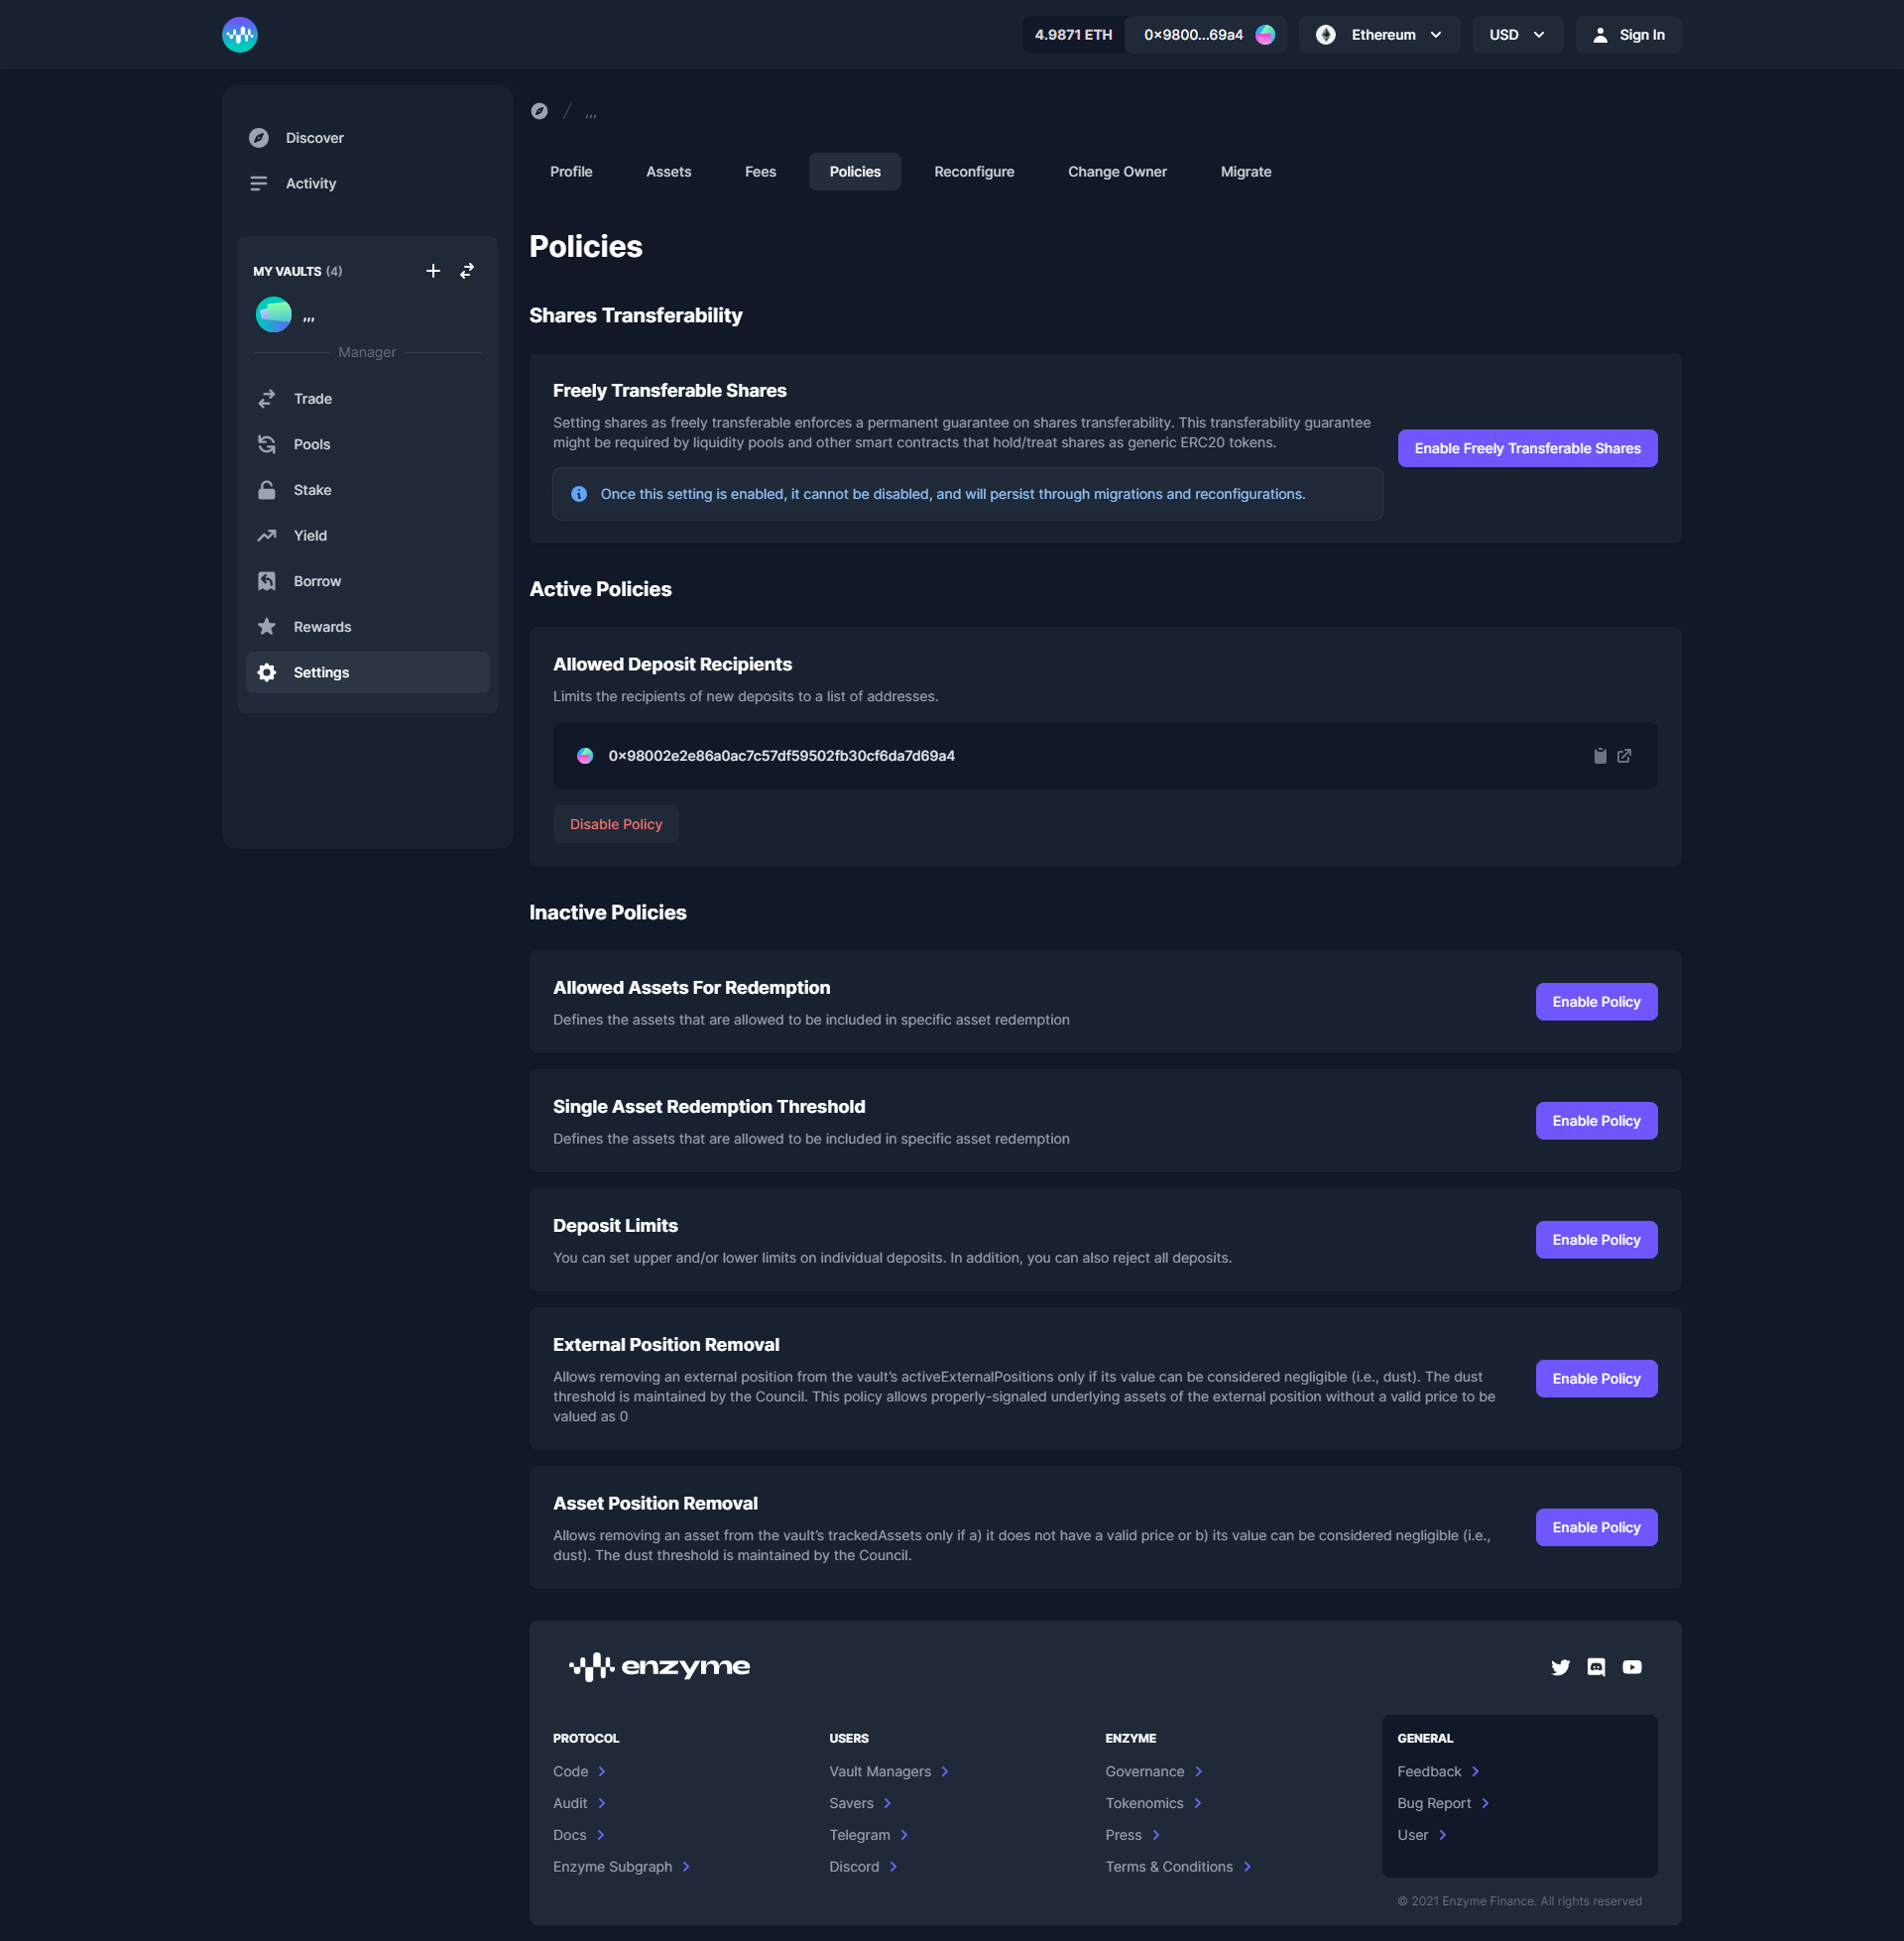 4.9871 ETH
0×9800...69a4
Ethereum
USD
Sign In
Discover
Activity
MY VAULTS (4)
,,,
Manager
Trade
Pools
Stake
Yield
Borrow
Rewards
Settings
/ ,,,
Profile
Assets
Fees
Policies
Reconfigure
Change Owner
Migrate
Policies
Shares Transferability
Freely Transferable Shares
Setting shares as freely transferable enforces a permanent guarantee on shares transferability. This transferability guarantee
might be required by liquidity pools and other smart contracts that hold/treat shares as generic ERC20 tokens.
Enable Freely Transferable Shares
Once this setting is enabled, it cannot be disabled, and will persist through migrations and reconfigurations.
Active Policies
Allowed Deposit Recipients
Limits the recipients of new deposits to a list of addresses.
0×98002e2e86a0ac7c57df59502fb30cf6da7d69a4
Disable Policy
Inactive Policies
Allowed Assets For Redemption
Defines the assets that are allowed to be included in specific asset redemption
Enable Policy
Single Asset Redemption Threshold
Defines the assets that are allowed to be included in specific asset redemption
Enable Policy
Deposit Limits
You can set upper and/or lower limits on individual deposits. In addition, you can also reject all deposits.
Enable Policy
External Position Removal
Allows removing an external position from the vault's activeExternalPositions only if its value can be considered negligible (i.e., dust). The dust
threshold is maintained by the Council. This policy allows properly-signaled underlying assets of the external position without a valid price to be
valued as 0
Enable Policy
Asset Position Removal
Allows removing an asset from the vault's trackedAssets only if a) it does not have a valid price or b) its value can be considered negligible (i.e.,
dust). The dust threshold is maintained by the Council.
Enable Policy
enzyme
PROTOCOL
Code
Audit
Docs
Enzyme Subgraph
USERS
Vault Managers
Savers
Telegram
Discord
ENZYME
Governance
Tokenomics
Press
Terms & Conditions
GENERAL
Feedback
Bug Report
User
© 2021 Enzyme Finance. All rights reserved